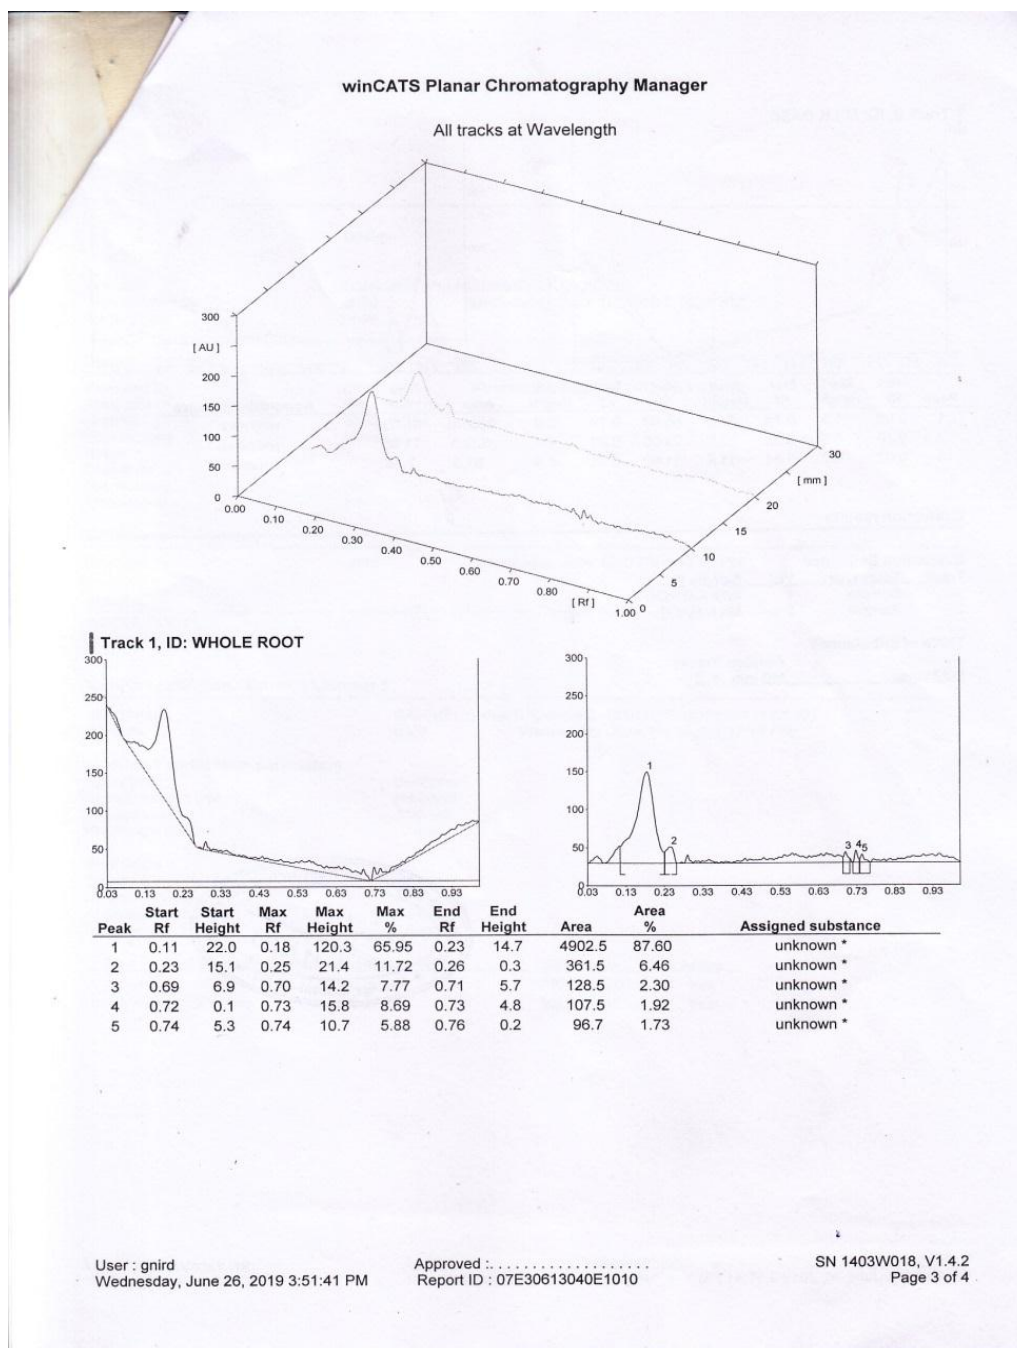 winCATS Planar Chromatography Manager
All tracks at Wavelength
300
[ AU ]
200
150
100
50
0
0.00 0.10 0.20 0.30 0.40 0.50 0.60 0.70 0.80 [ Rf ] 1.00
0 5 10 15 20 [ mm ] 30
Track 1, ID: WHOLE ROOT
300
250
200
150
100
50
0
0.03 0.13 0.23 0.33 0.43 0.53 0.63 0.73 0.83 0.93
300
250
200
150
100
50
0
1 2 3 4 5
0.03 0.13 0.23 0.33 0.43 0.53 0.63 0.73 0.83 0.93
Start Start Max Max Max End End Area
Peak Rf Height Rf Height % Rf Height Area % Assigned substance
1 0.11 22.0 0.18 120.3 65.95 0.23 14.7 4902.5 87.60 unknown *
2 0.23 15.1 0.25 21.4 11.72 0.26 0.3 361.5 6.46 unknown *
3 0.69 6.9 0.70 14.2 7.77 0.71 5.7 128.5 2.30 unknown *
4 0.72 0.1 0.73 15.8 8.69 0.73 4.8 107.5 1.92 unknown *
5 0.74 5.3 0.74 10.7 5.88 0.76 0.2 96.7 1.73 unknown *
User : gnird Approved :. . . . . . . . . . . . . . . . . . . SN 1403W018, V1.4.2
Wednesday, June 26, 2019 3:51:41 PM Report ID : 07E30613040E1010 Page 3 of 4